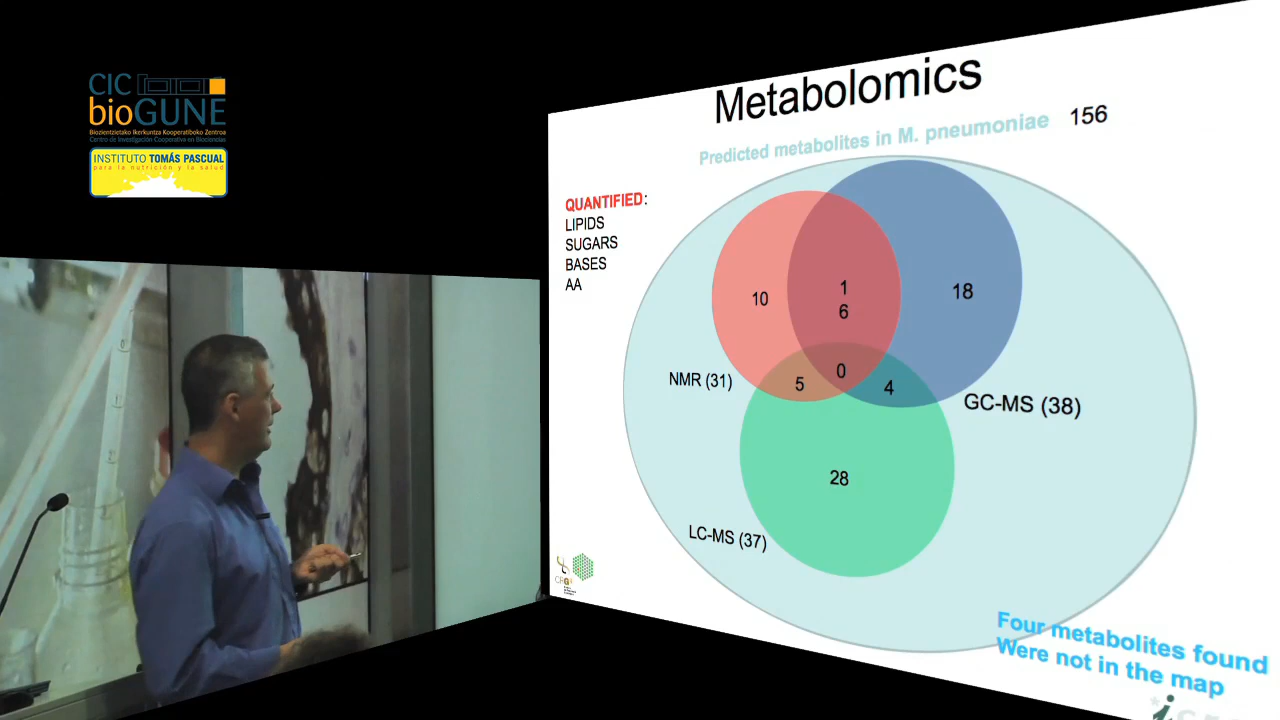 CIC
bioGUNE
Biozientzietako Ikerkuntza Kooperatiboko Zentroa
Centro de Investigación Cooperativa en Biociencias
INSTITUTO TOMÁS PASCUAL
para la nutrición y la salud
Metabolomics
Predicted metabolites in M. pneumoniae 156
QUANTIFIED:
LIPIDS
SUGARS
BASES
AA
10
1
6
18
NMR (31)
5
0
4
GC-MS (38)
28
LC-MS (37)
CRG
Four metabolites found
Were not in the map